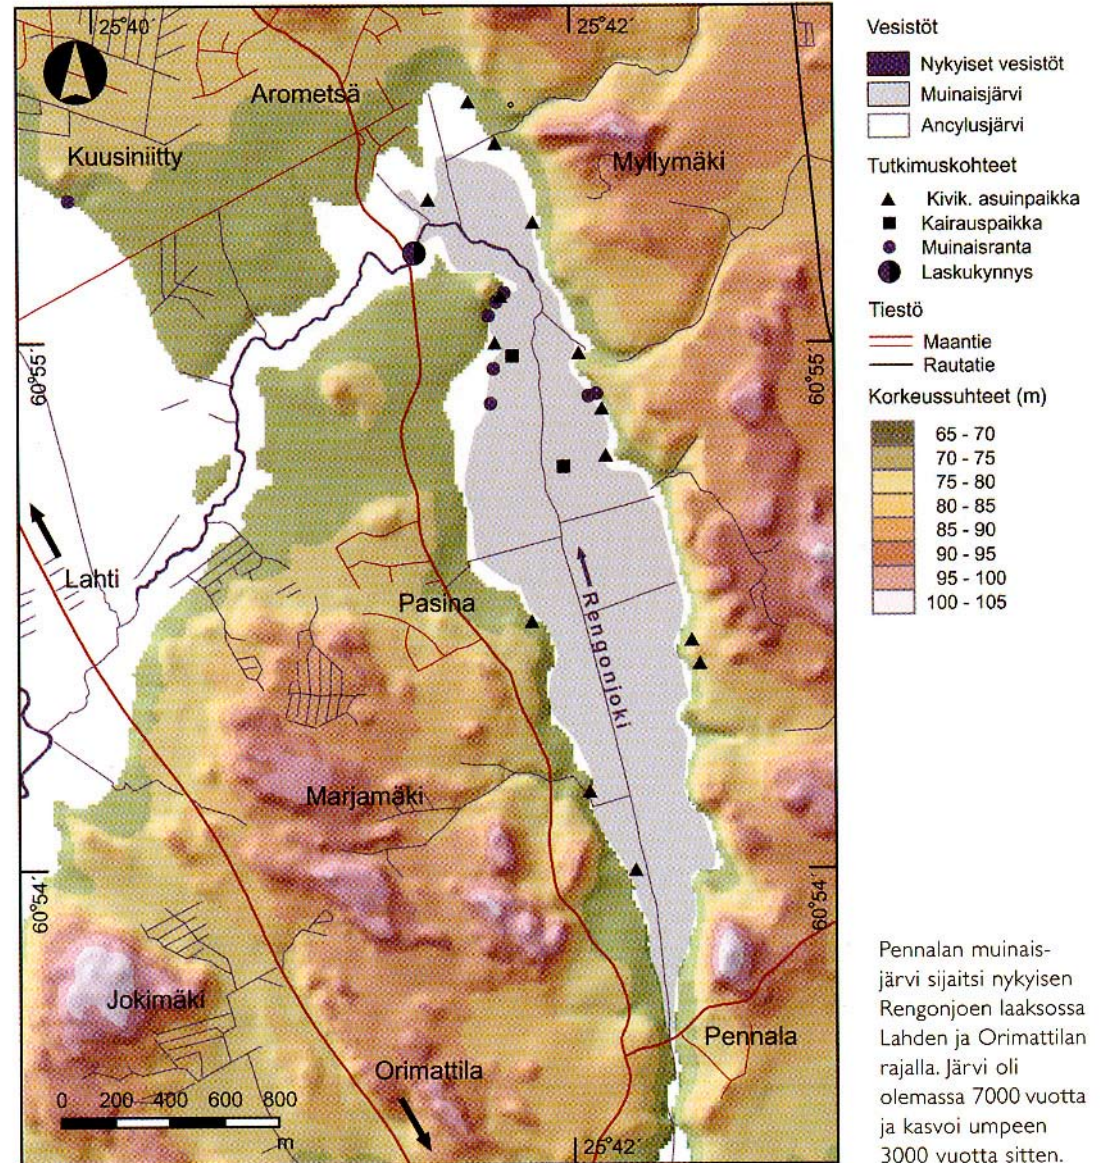 25°40'
25°42'
Arometsä
Kuusiniitty
Myllymäki
60°55'
60°55'
Lahti
Pasina
Rengonjoki
Marjamäki
60°54'
60°54'
Jokimäki
Pennala
Orimattila
0 200 400 600 800
m
25°42'
Vesistöt
Nykyiset vesistöt
Muinaisjärvi
Ancylusjärvi
Tutkimuskohteet
Kivik. asuinpaikka
Kairauspaikka
Muinaisranta
Laskukynnys
Tiestö
Maantie
Rautatie
Korkeussuhteet (m)
65 - 70
70 - 75
75 - 80
80 - 85
85 - 90
90 - 95
95 - 100
100 - 105
Pennalan muinais-
järvi sijaitsi nykyisen
Rengonjoen laaksossa
Lahden ja Orimattilan
rajalla. Järvi oli
olemassa 7000 vuotta
ja kasvoi umpeen
3000 vuotta sitten.